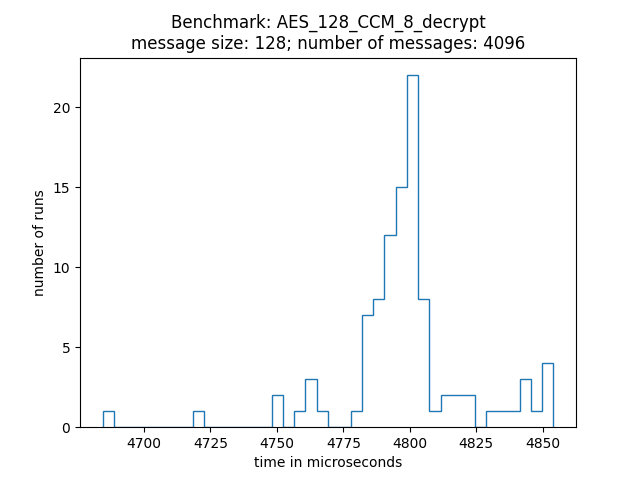 Benchmark: AES_128_CCM_8_decrypt
message size: 128; number of messages: 4096
20
15
10
5
0
number of runs
4700 4725 4750 4775 4800 4825 4850
time in microseconds